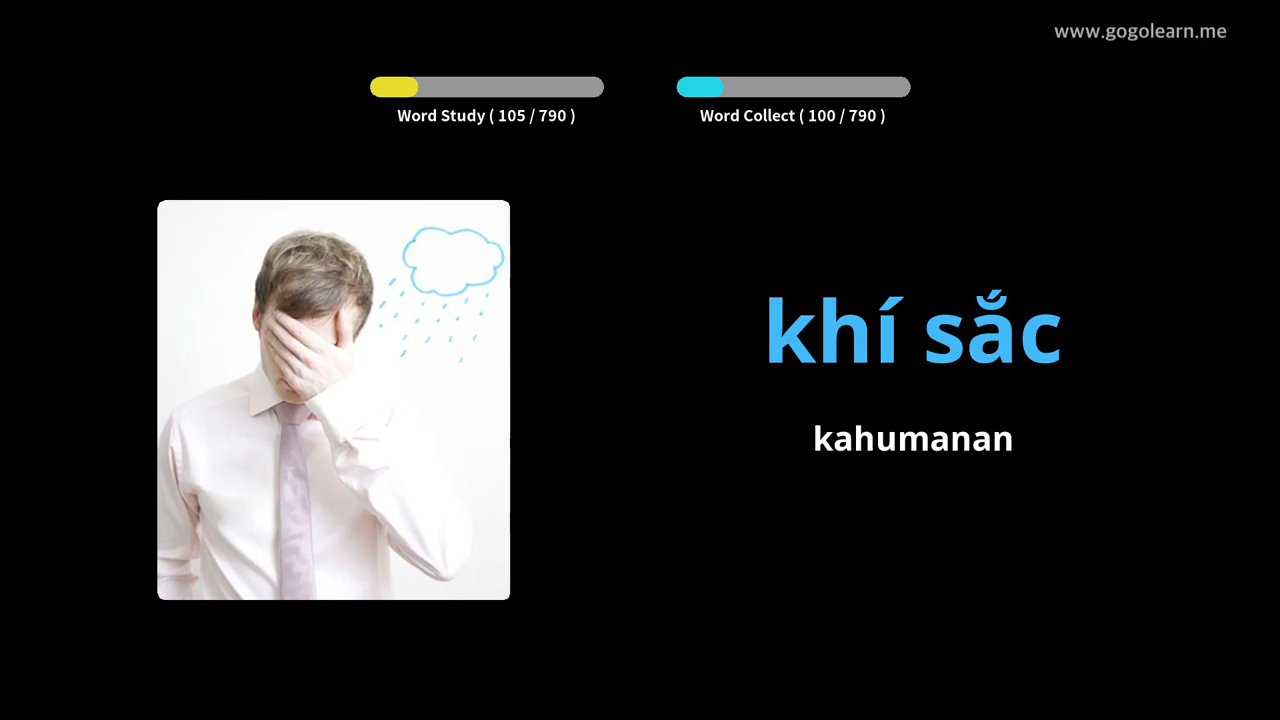 www.gogolearn.me
Word Study ( 105 / 790 )
Word Collect ( 100 / 790 )
khí sắc
kahumanan